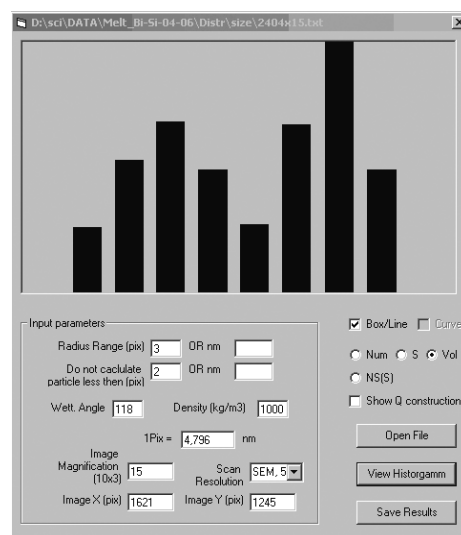 D:\sci\DATA\Melt_Bi-Si-04-06\Distr\size\2404x15.txt
Input parameters
Radius Range (pix) 3 OR nm
Do not caclulate
particle less then (pix) 2 OR nm
Wett. Angle 118 Density (kg/m3) 1000
1Pix = 4,796 nm
Image
Magnification
(10x3) 15 Scan
Resolution SEM, 5
Image X (pix) 1621 Image Y (pix) 1245
Box/Line Curve
Num S Vol
NS(S)
Show Q construction
Open File
View Historgamm
Save Results